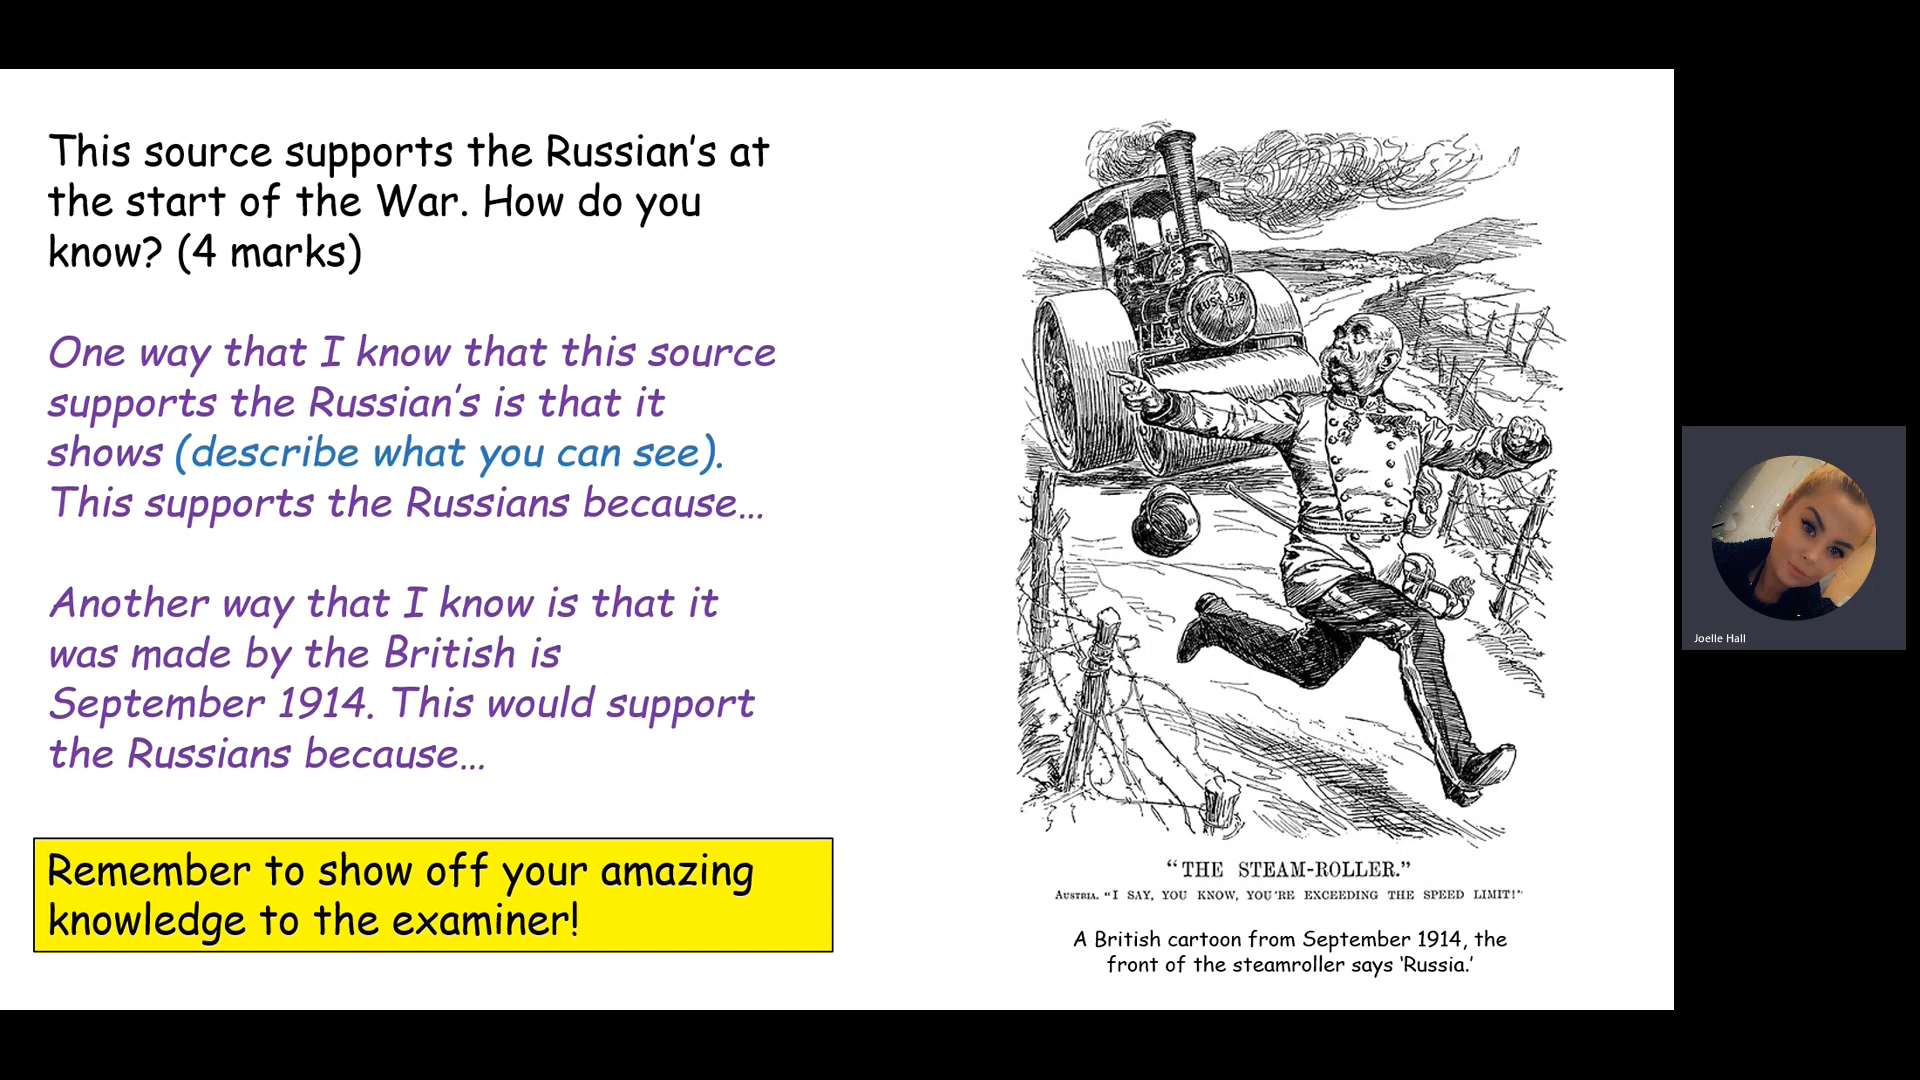 This source supports the Russian's at
the start of the War. How do you
know? (4 marks)
One way that I know that this source
supports the Russian's is that it
shows (describe what you can see).
This supports the Russians because…
Another way that I know is that it
was made by the British is
September 1914. This would support
the Russians because…
Remember to show off your amazing
knowledge to the examiner!
RUSSIA
"THE STEAM-ROLLER."
AUSTRIA. "I SAY, YOU KNOW, YOU'RE EXCEEDING THE SPEED LIMIT!"
A British cartoon from September 1914, the
front of the steamroller says 'Russia.'
Joelle Hall